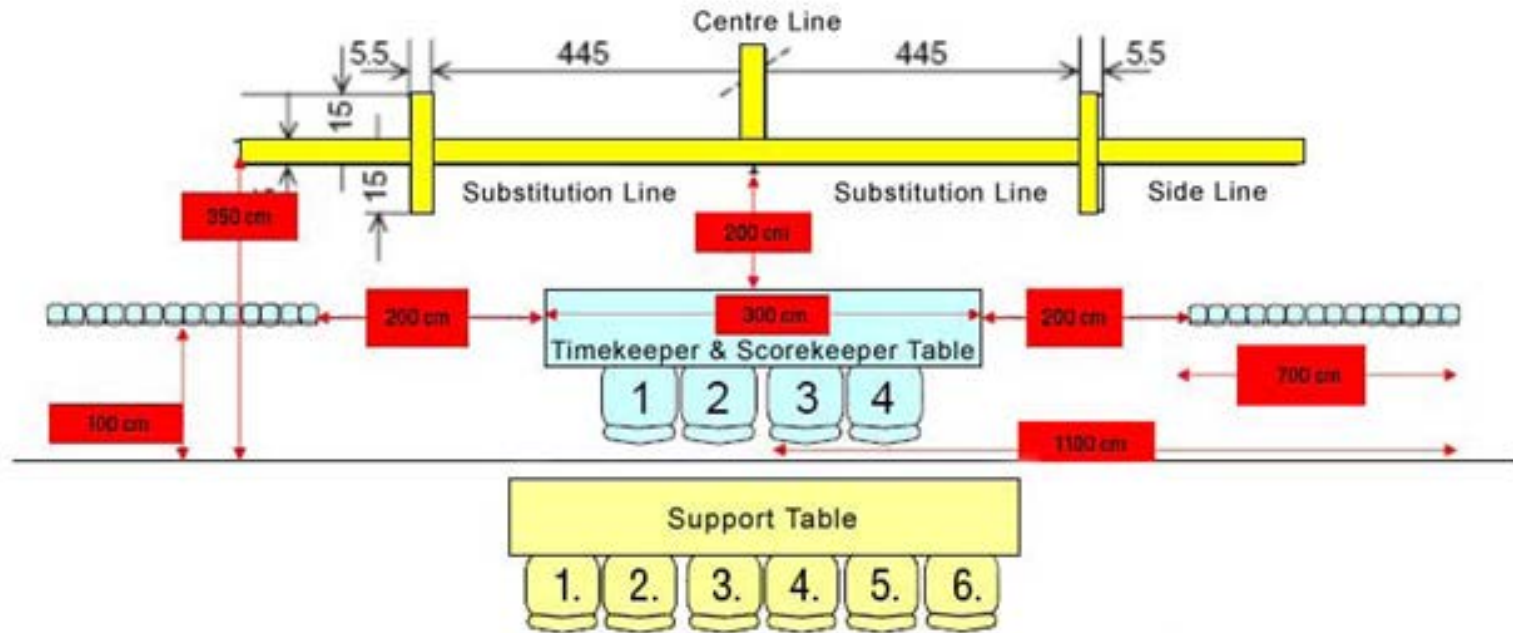 Centre Line
5.5 445 445 5.5
15
15
Substitution Line Substitution Line Side Line
350 cm
200 cm
200 cm 300 cm 200 cm
Timekeeper & Scorekeeper Table
700 cm
1 2 3 4
100 cm
1100 cm
Support Table
1. 2. 3. 4. 5. 6.